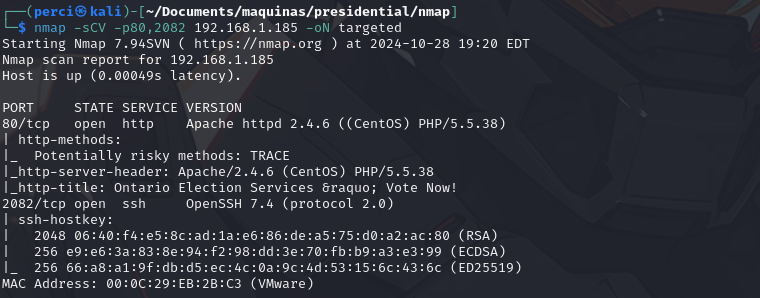 ┌──(perci㉿kali)-[~/Documents/maquinas/presidential/nmap]
└─$ nmap -sCV -p80,2082 192.168.1.185 -oN targeted
Starting Nmap 7.94SVN ( https://nmap.org ) at 2024-10-28 19:20 EDT
Nmap scan report for 192.168.1.185
Host is up (0.00049s latency).

PORT     STATE SERVICE VERSION
80/tcp   open  http    Apache httpd 2.4.6 ((CentOS) PHP/5.5.38)
| http-methods:
|_  Potentially risky methods: TRACE
|_http-server-header: Apache/2.4.6 (CentOS) PHP/5.5.38
|_http-title: Ontario Election Services &raquo; Vote Now!
2082/tcp open  ssh     OpenSSH 7.4 (protocol 2.0)
| ssh-hostkey:
|   2048 06:40:f4:e5:8c:ad:1a:e6:86:de:a5:75:d0:a2:ac:80 (RSA)
|   256 e9:e6:3a:83:8e:94:f2:98:dd:3e:70:fb:b9:a3:e3:99 (ECDSA)
|_  256 66:a8:a1:9f:db:d5:ec:4c:0a:9c:4d:53:15:6c:43:6c (ED25519)
MAC Address: 00:0C:29:EB:2B:C3 (VMware)